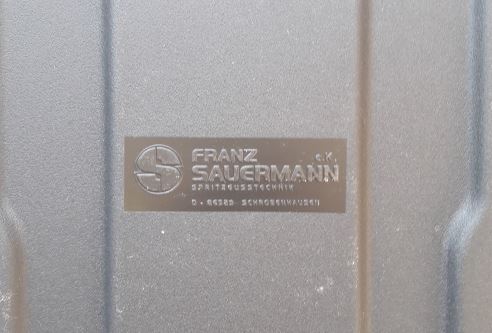 FRANZ e.K.
SAUERMANN
SPRITZGUSSTECHNIK
D - 86529 SCHROBENHAUSEN